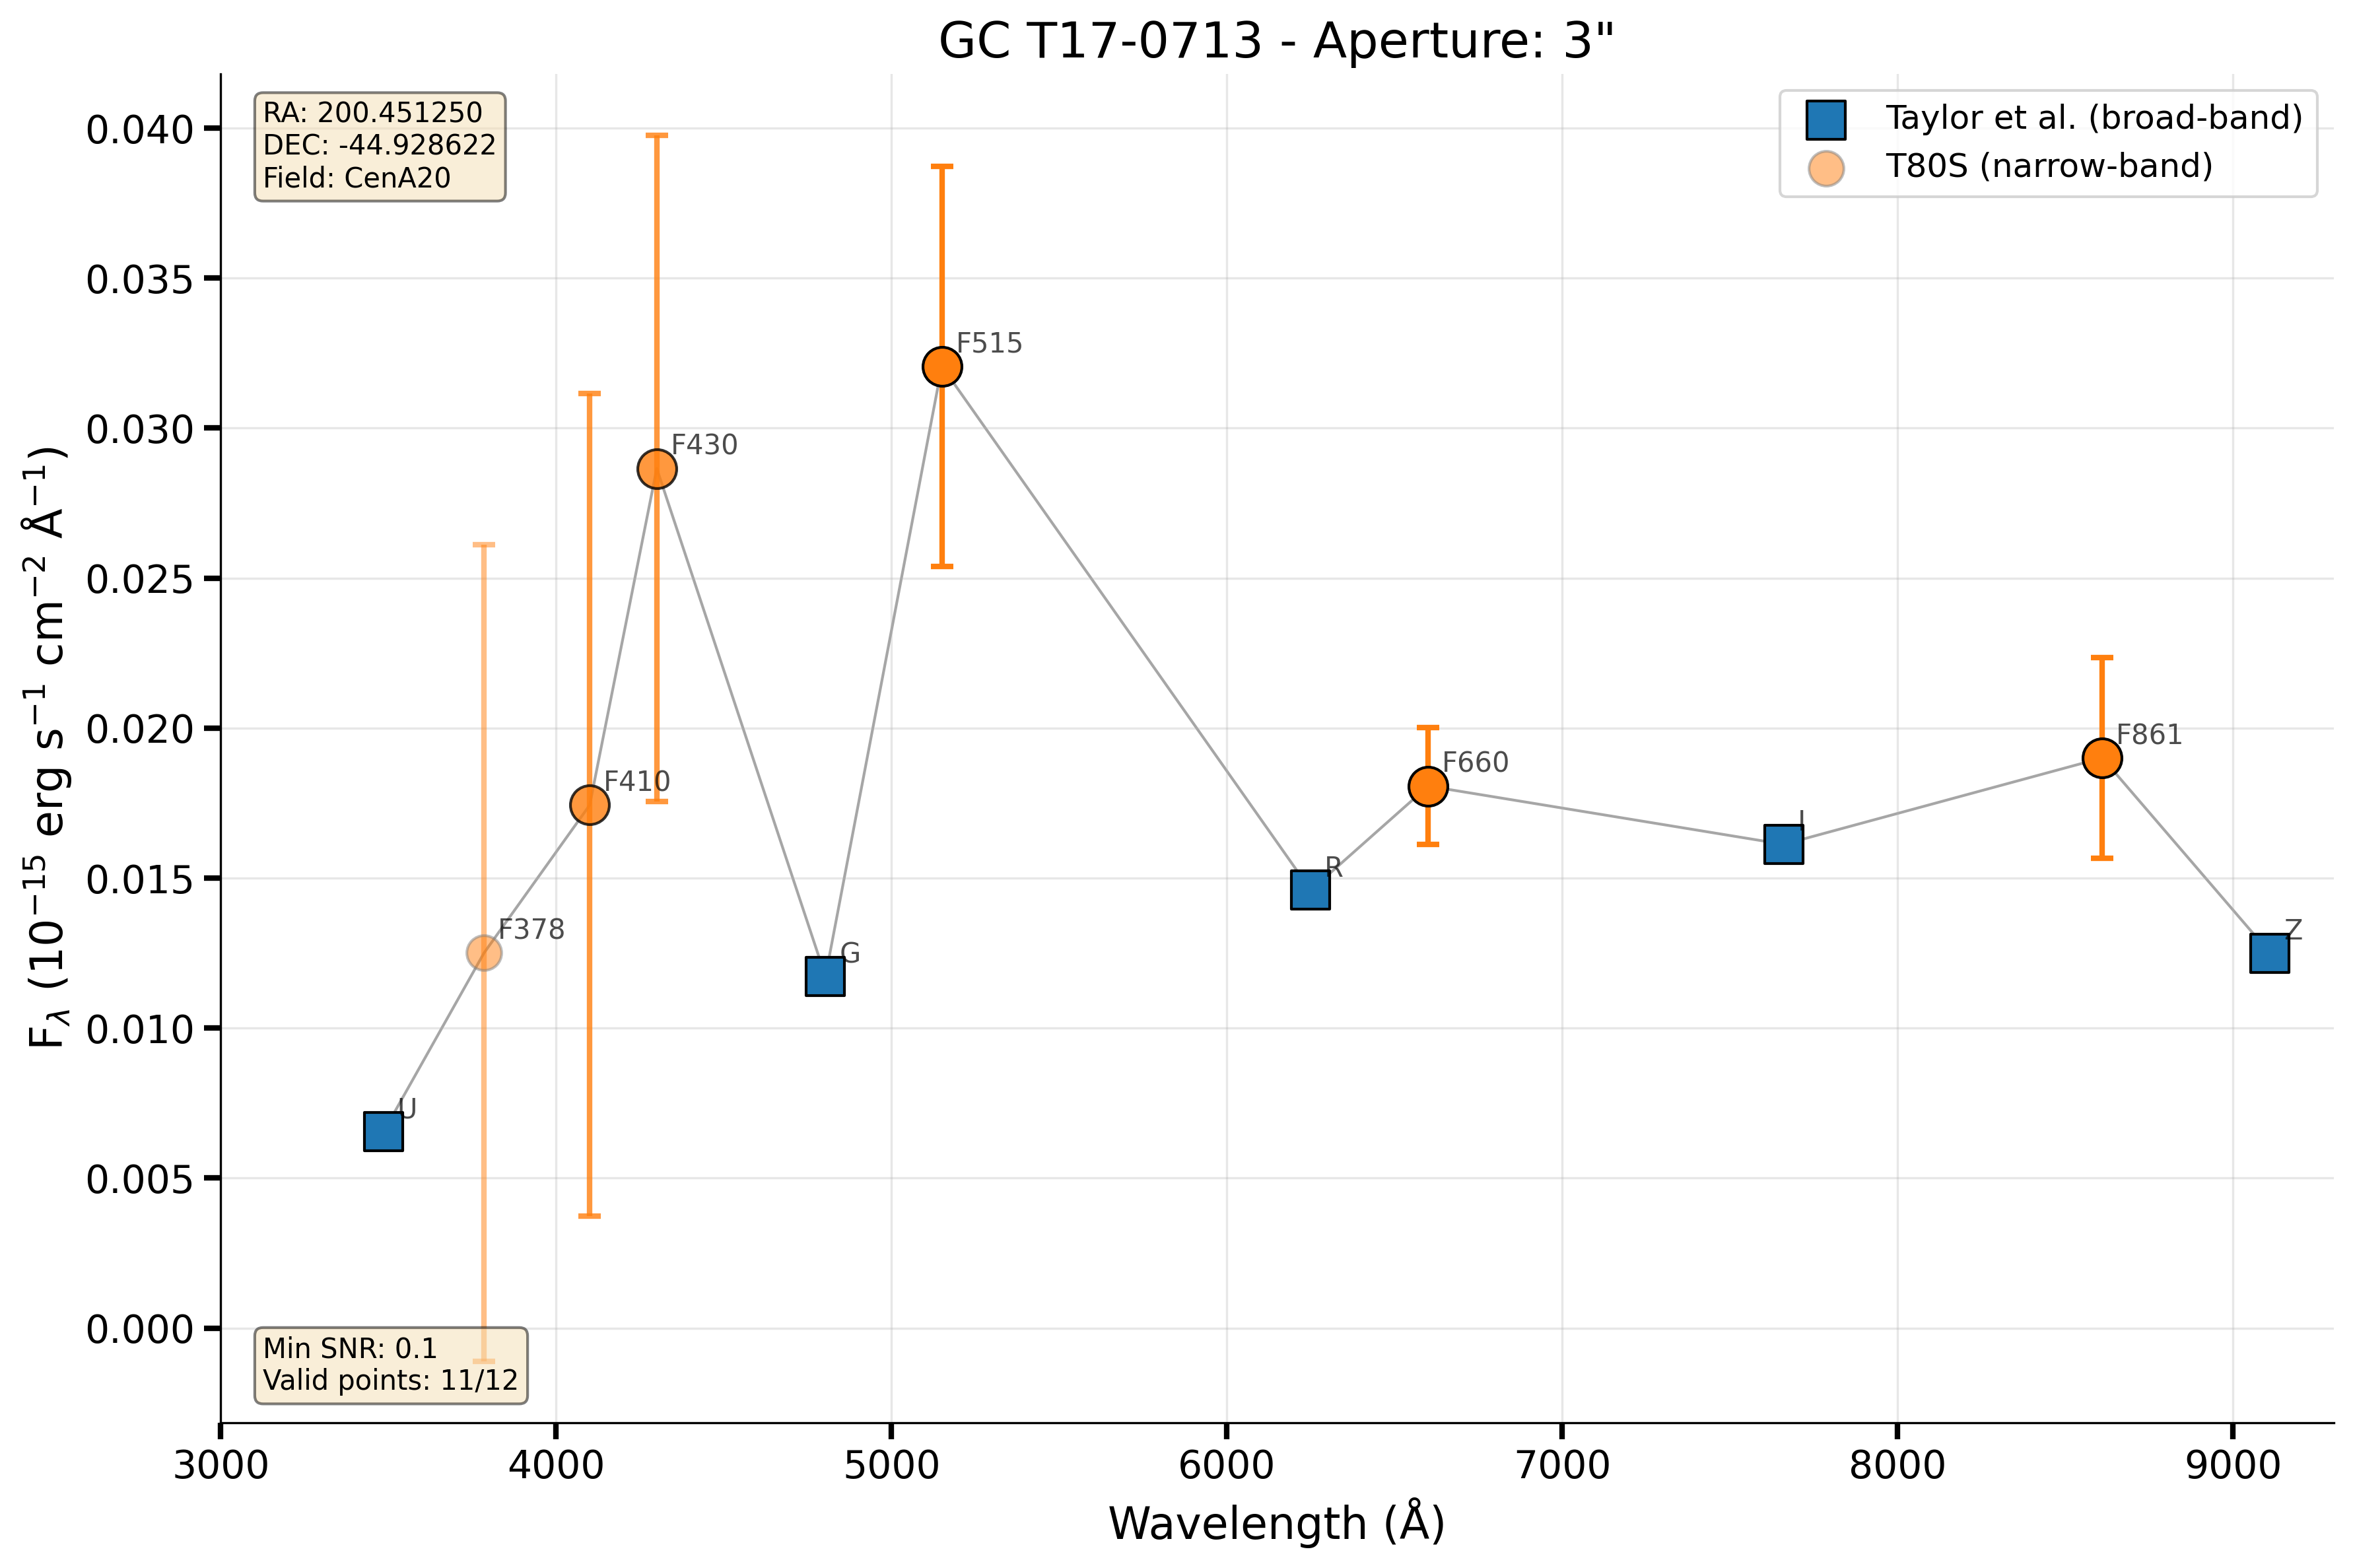 GC T17-0713 - Aperture: 3"
RA: 200.451250
DEC: -44.928622
Field: CenA20
Taylor et al. (broad-band)
T80S (narrow-band)
F_λ (10⁻¹⁵ erg s⁻¹ cm⁻² Å⁻¹)
0.040
0.035
0.030
0.025
0.020
0.015
0.010
0.005
0.000
U
F378
F410
F430
G
F515
R
F660
I
F861
Z
Min SNR: 0.1
Valid points: 11/12
3000 4000 5000 6000 7000 8000 9000
Wavelength (Å)